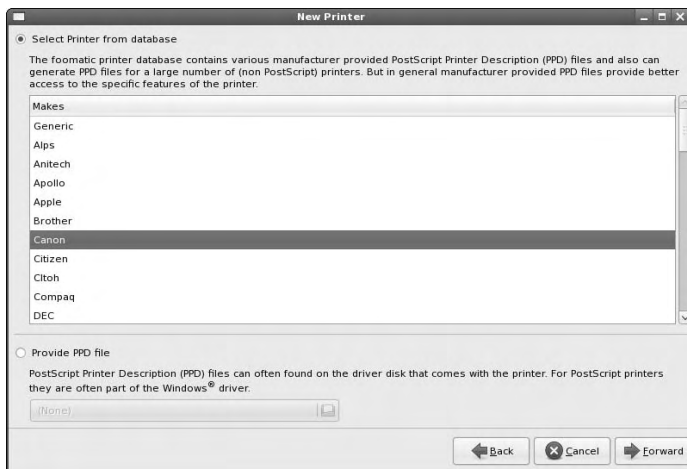 New Printer
Select Printer from database
The foomatic printer database contains various manufacturer provided PostScript Printer Description (PPD) files and also can
generate PPD files for a large number of (non PostScript) printers. But in general manufacturer provided PPD files provide better
access to the specific features of the printer.
Makes
Generic
Alps
Anitech
Apollo
Apple
Brother
Canon
Citizen
CItoh
Compaq
DEC
Provide PPD file
PostScript Printer Description (PPD) files can often found on the driver disk that comes with the printer. For PostScript printers
they are often part of the Windows® driver.
(None)
Back Cancel Forward